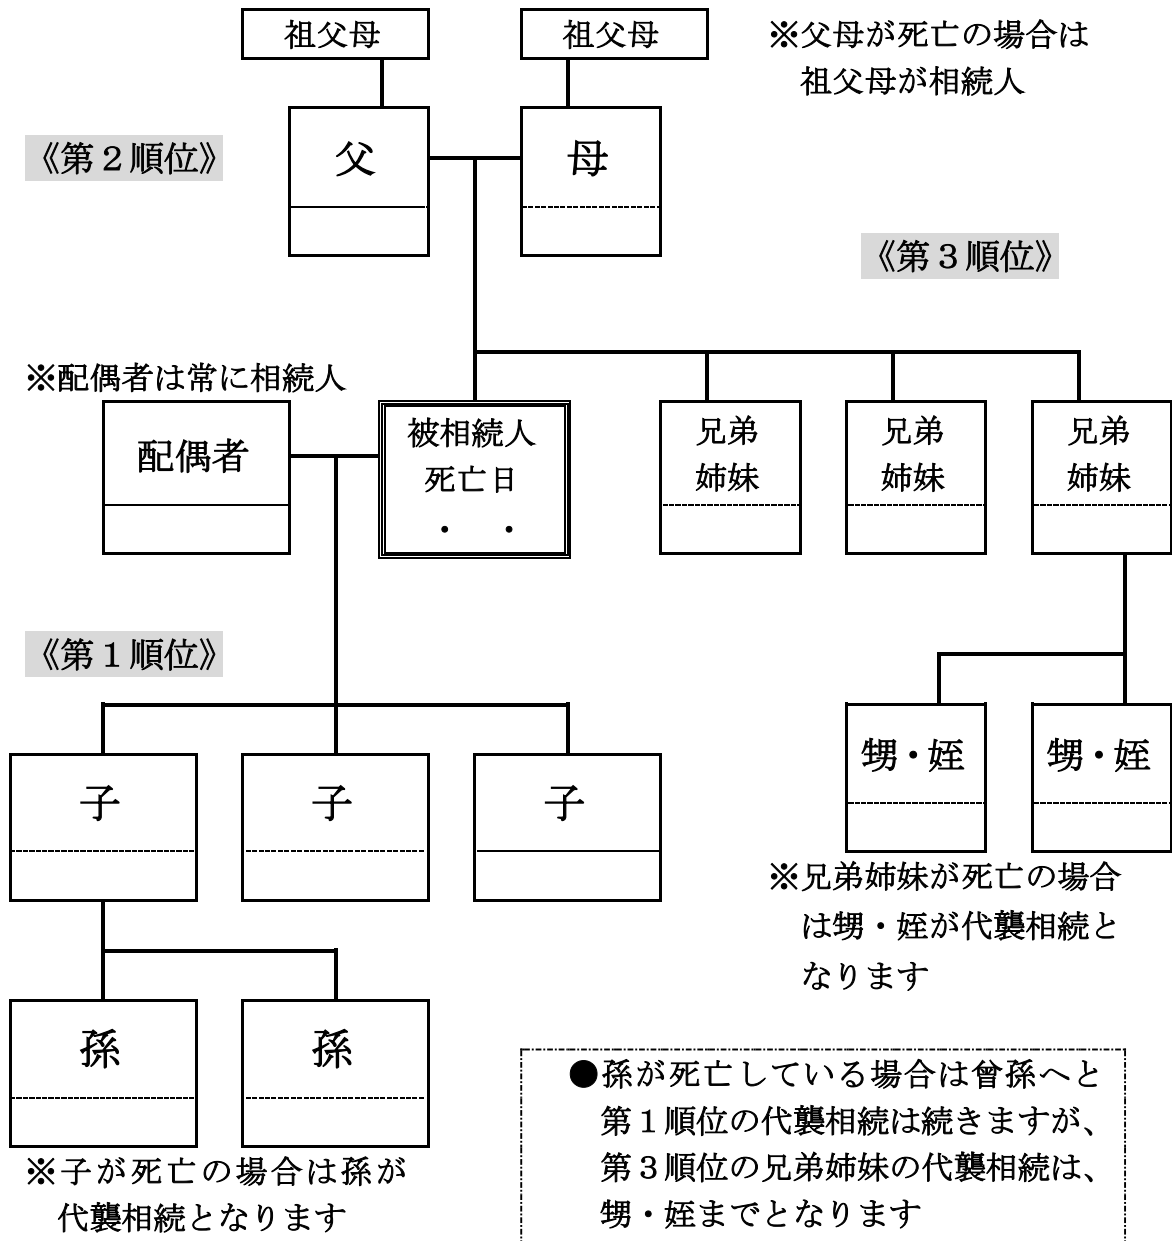 祖父母
祖父母
※父母が死亡の場合は
祖父母が相続人
《第２順位》
父
母
《第３順位》
※配偶者は常に相続人
配偶者
被相続人
死亡日
・　・
兄弟
姉妹
兄弟
姉妹
兄弟
姉妹
《第１順位》
子
子
子
甥・姪
甥・姪
※兄弟姉妹が死亡の場合
は甥・姪が代襲相続と
なります
孫
孫
※子が死亡の場合は孫が
代襲相続となります
●孫が死亡している場合は曾孫へと
第１順位の代襲相続は続きますが、
第３順位の兄弟姉妹の代襲相続は、
甥・姪までとなります